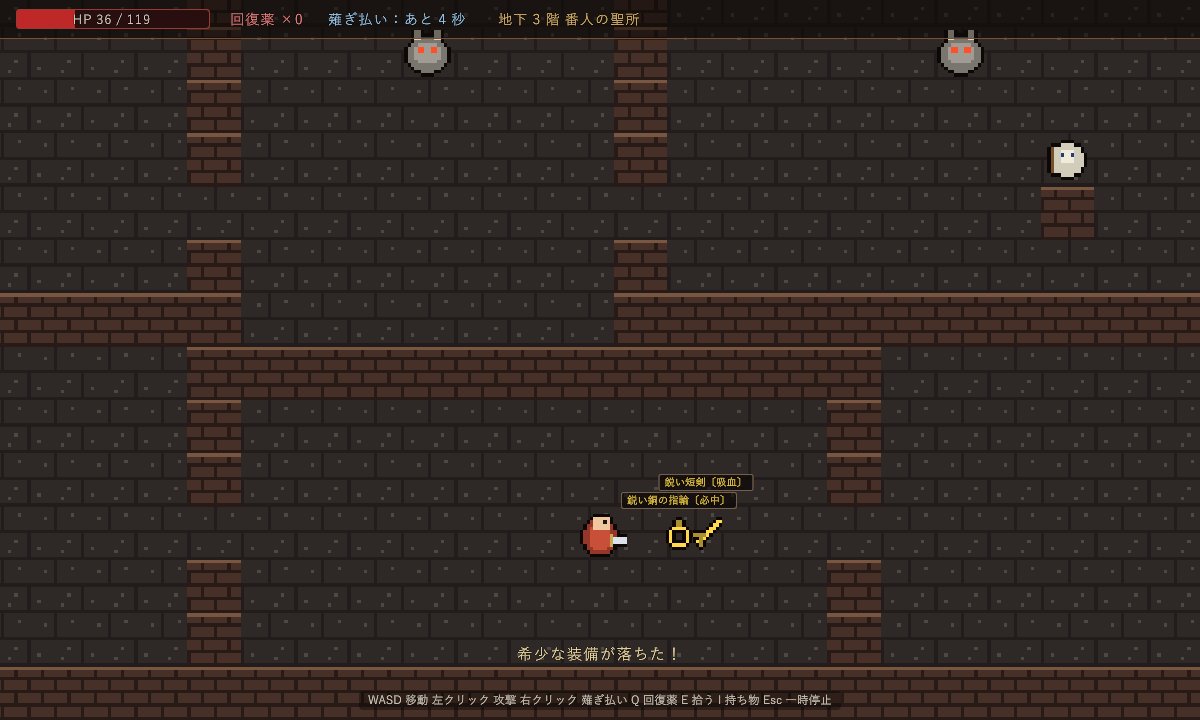 HP 36 / 119 回復薬 ×0 薙ぎ払い：あと 4 秒 地下 3 階 番人の聖所
鋭い短剣〔吸血〕
鋭い銅の指輪〔必中〕
希少な装備が落ちた！
WASD 移動 左クリック 攻撃 右クリック 薙ぎ払い Q 回復薬 E 拾う I 持ち物 Esc 一時停止